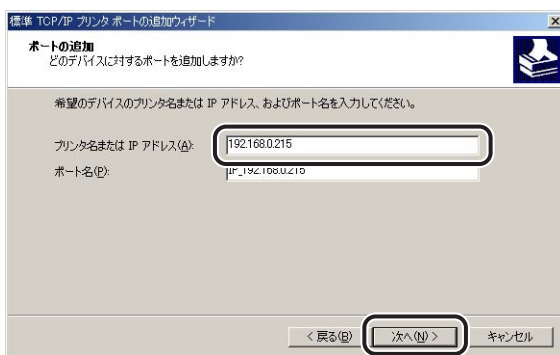 標準 TCP/IP プリンタ ポートの追加ウィザード
ポートの追加
どのデバイスに対するポートを追加しますか?
希望のデバイスのプリンタ名または IP アドレス、およびポート名を入力してください。
プリンタ名または IP アドレス(A): 192.168.0.215
ポート名(P): IP_192.168.0.215
< 戻る(B) 次へ(N) > キャンセル